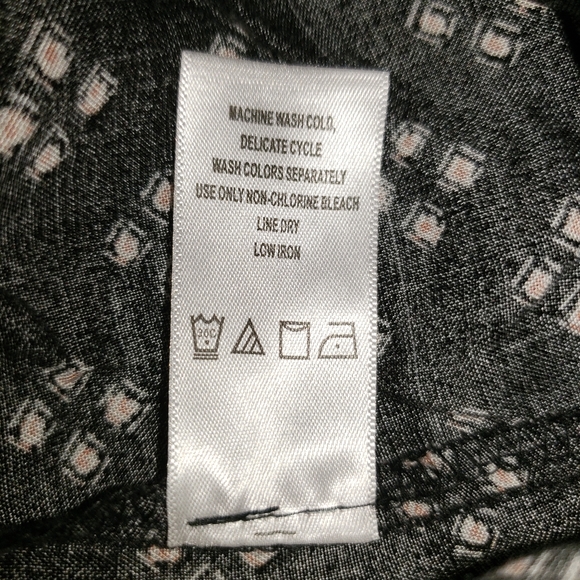 MACHINE WASH COLD,
DELICATE CYCLE
WASH COLORS SEPARATELY
USE ONLY NON-CHLORINE BLEACH
LINE DRY
LOW IRON